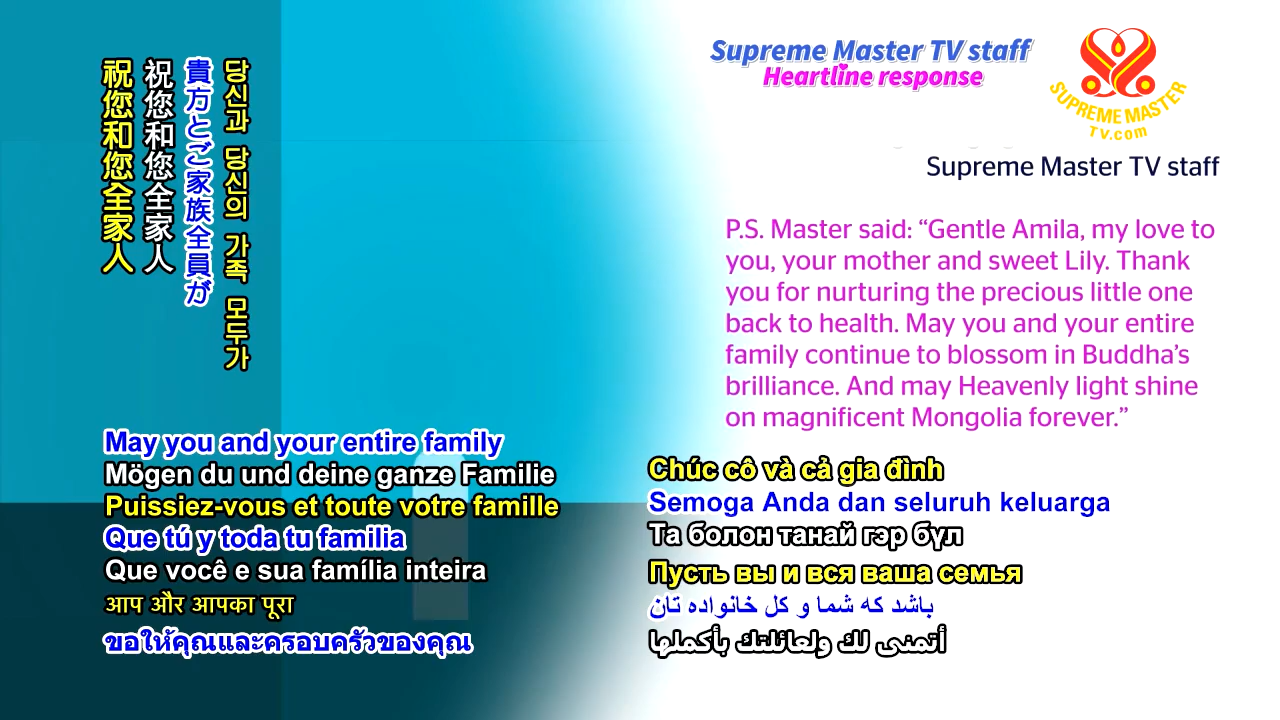 Supreme Master TV staff
Heartline response
SUPREME MASTER
TV.com
Supreme Master TV staff
P.S. Master said: “Gentle Amila, my love to
you, your mother and sweet Lily. Thank
you for nurturing the precious little one
back to health. May you and your entire
family continue to blossom in Buddha’s
brilliance. And may Heavenly light shine
on magnificent Mongolia forever.”
당신과 당신의 가족 모두가
貴方とご家族全員が
祝您和您全家人
祝您和您全家人
May you and your entire family
Mögen du und deine ganze Familie
Puissiez-vous et toute votre famille
Que tú y toda tu familia
Que você e sua família inteira
आप और आपका पूरा
ขอให้คุณและครอบครัวของคุณ
Chúc cô và cả gia đình
Semoga Anda dan seluruh keluarga
Та болон танай гэр бүл
Пусть вы и вся ваша семья
باشد که شما و کل خانواده تان
أتمنى لك ولعائلتك بأكملها